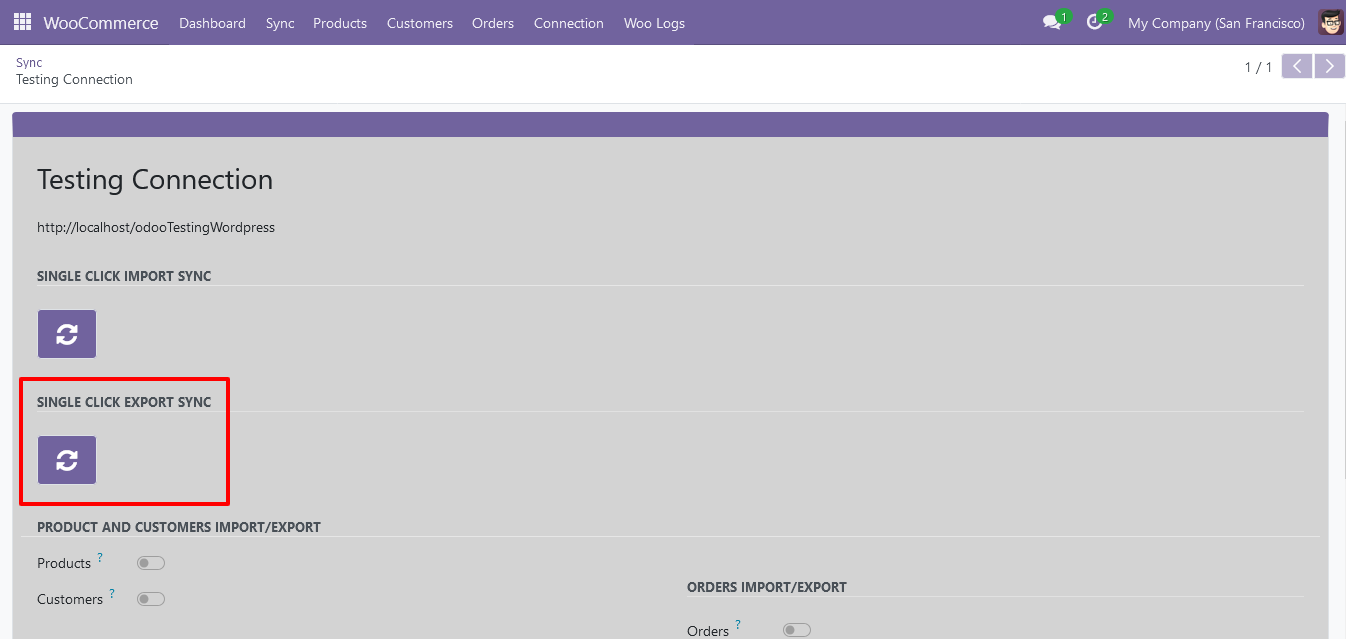 WooCommerce Dashboard Sync Products Customers Orders Connection Woo Logs 1 2 My Company (San Francisco)
Sync
Testing Connection
1 / 1
Testing Connection
http://localhost/odooTestingWordpress
SINGLE CLICK IMPORT SYNC
SINGLE CLICK EXPORT SYNC
PRODUCT AND CUSTOMERS IMPORT/EXPORT
Products ?
Customers ?
ORDERS IMPORT/EXPORT
Orders ?